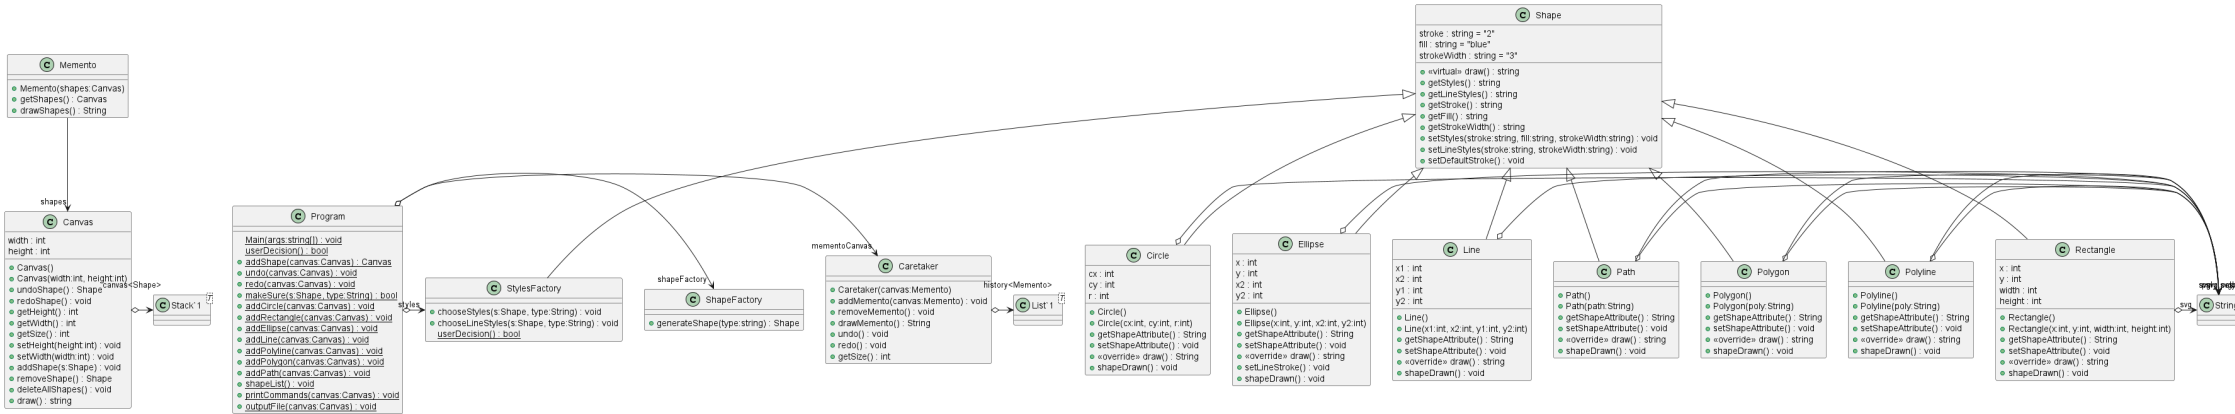 Memento
Memento(shapes:Canvas)
getShapes() : Canvas
drawShapes() : String
shapes
Canvas
width : int
height : int
Canvas()
Canvas(width:int, height:int)
undoShape() : Shape
redoShape() : void
getHeight() : int
getWidth() : int
getSize() : int
setHeight(height:int) : void
setWidth(width:int) : void
addShape(s:Shape) : void
removeShape() : Shape
deleteAllShapes() : void
draw() : string
canvas<Shape>
Stack`1
T
Program
Main(args:string[]) : void
userDecision() : bool
addShape(canvas:Canvas) : Canvas
undo(canvas:Canvas) : void
redo(canvas:Canvas) : void
makeSure(s:Shape, type:String) : bool
addCircle(canvas:Canvas) : void
addRectangle(canvas:Canvas) : void
addEllipse(canvas:Canvas) : void
addLine(canvas:Canvas) : void
addPolyline(canvas:Canvas) : void
addPolygon(canvas:Canvas) : void
addPath(canvas:Canvas) : void
shapeList() : void
printCommands(canvas:Canvas) : void
outputFile(canvas:Canvas) : void
styles
StylesFactory
chooseStyles(s:Shape, type:String) : void
chooseLineStyles(s:Shape, type:String) : void
userDecision() : bool
shapeFactory
ShapeFactory
generateShape(type:string) : Shape
mementoCanvas
Caretaker
Caretaker(canvas:Memento)
addMemento(canvas:Memento) : void
removeMemento() : void
drawMemento() : String
undo() : void
redo() : void
getSize() : int
history<Memento>
List`1
T
Shape
stroke : string = "2"
fill : string = "blue"
strokeWidth : string = "3"
«virtual» draw() : string
getStyles() : string
getLineStyles() : string
getStroke() : string
getFill() : string
getStrokeWidth() : string
setStyles(stroke:string, fill:string, strokeWidth:string) : void
setLineStyles(stroke:string, strokeWidth:string) : void
setDefaultStroke() : void
Circle
cx : int
cy : int
r : int
Circle()
Circle(cx:int, cy:int, r:int)
getShapeAttribute() : String
setShapeAttribute() : void
«override» draw() : string
shapeDrawn() : void
Ellipse
x : int
y : int
x2 : int
y2 : int
Ellipse()
Ellipse(x:int, y:int, x2:int, y2:int)
getShapeAttribute() : String
setShapeAttribute() : void
«override» draw() : string
setLineStroke() : void
shapeDrawn() : void
Line
x1 : int
x2 : int
y1 : int
y2 : int
Line()
Line(x1:int, x2:int, y1:int, y2:int)
getShapeAttribute() : String
setShapeAttribute() : void
«override» draw() : string
shapeDrawn() : void
Path
Path()
Path(path:String)
getShapeAttribute() : String
setShapeAttribute() : void
«override» draw() : string
shapeDrawn() : void
Polygon
Polygon()
Polygon(poly:String)
getShapeAttribute() : String
setShapeAttribute() : void
«override» draw() : string
shapeDrawn() : void
Polyline
Polyline()
Polyline(poly:String)
getShapeAttribute() : String
setShapeAttribute() : void
«override» draw() : string
shapeDrawn() : void
Rectangle
x : int
y : int
width : int
height : int
Rectangle()
Rectangle(x:int, y:int, width:int, height:int)
getShapeAttribute() : String
setShapeAttribute() : void
«override» draw() : string
shapeDrawn() : void
svg
String